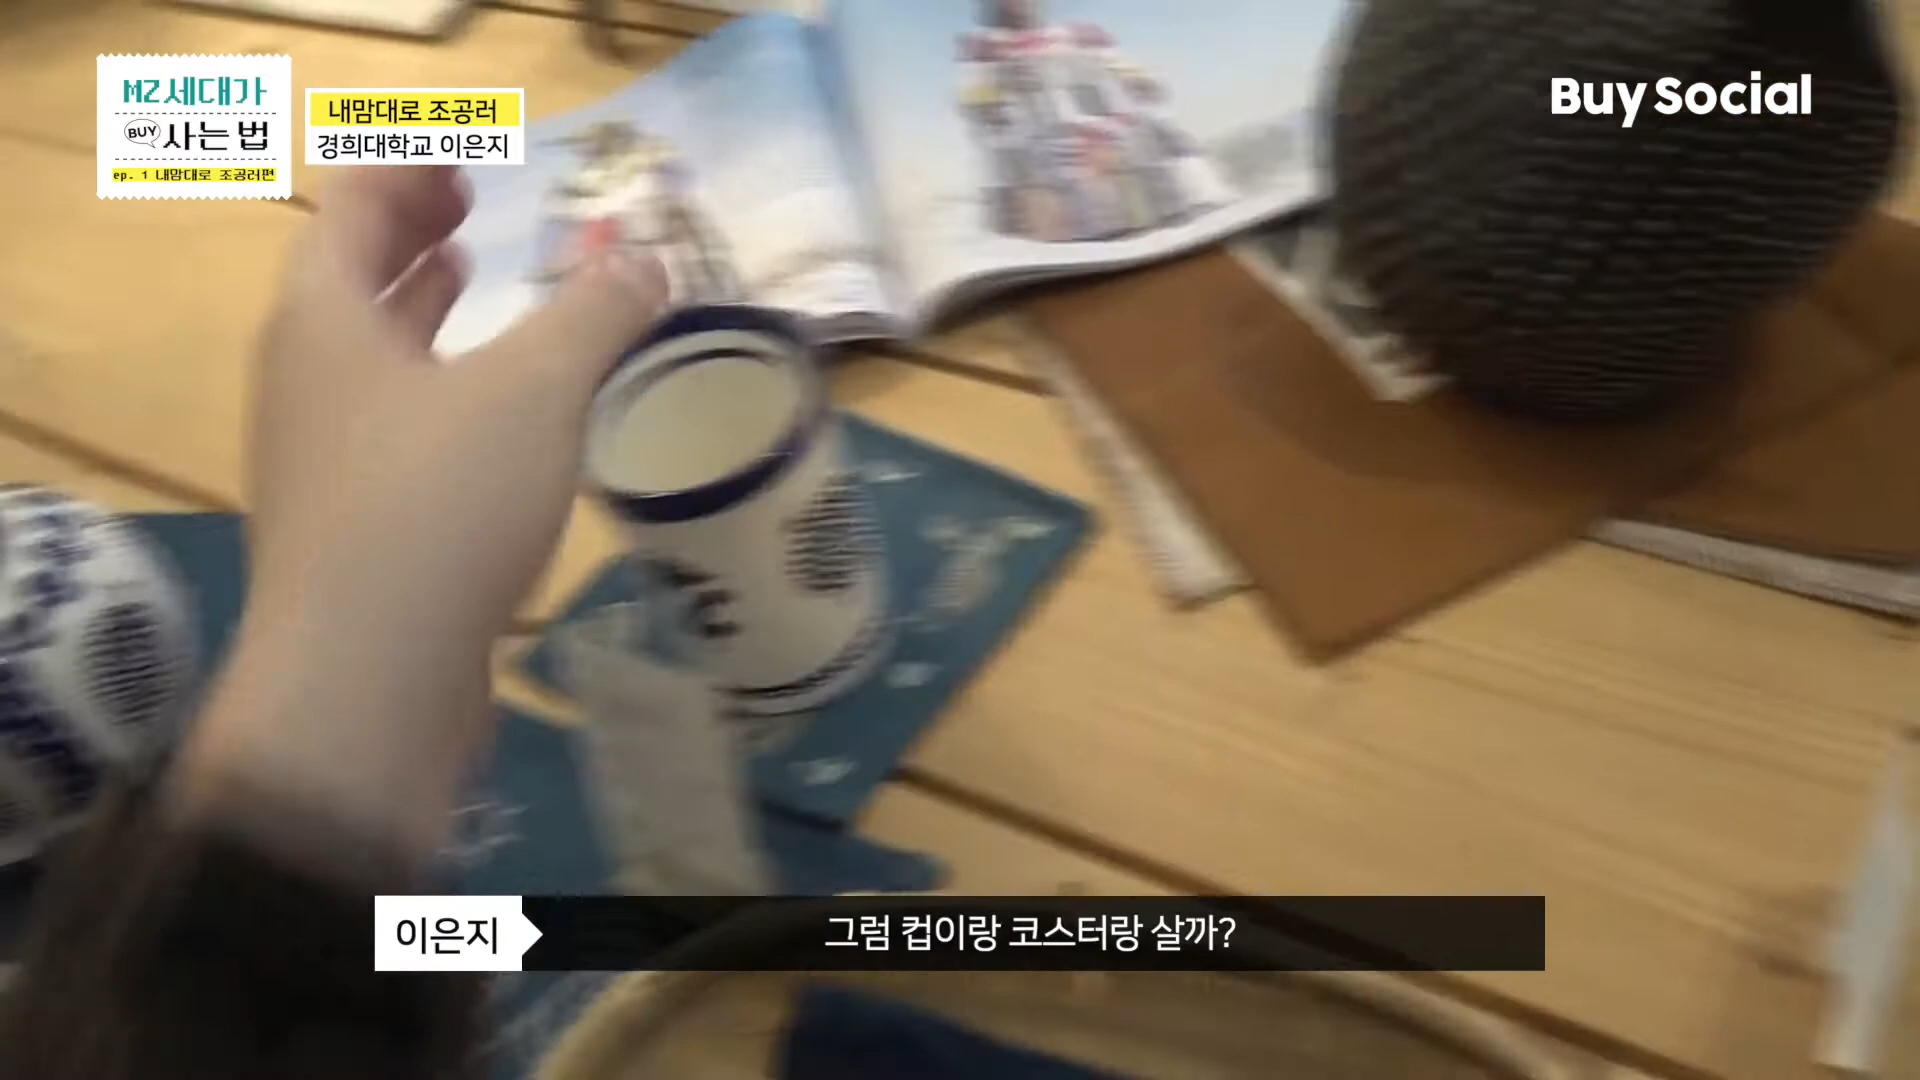 MZ세대가
BUY 사는 법
ep. 1 내맘대로 조공러편
내맘대로 조공러
경희대학교 이은지
Buy Social
이은지
그럼 컵이랑 코스터랑 살까?